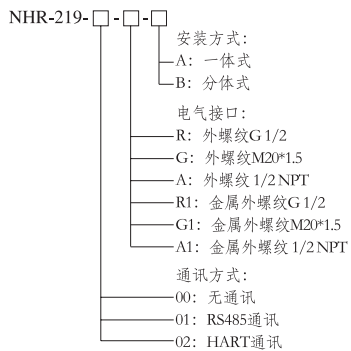 NHR-219-□-□-□
安装方式：
A：一体式
B：分体式
电气接口：
R：外螺纹G 1/2
G：外螺纹M20*1.5
A：外螺纹 1/2 NPT
R1：金属外螺纹G 1/2
G1：金属外螺纹M20*1.5
A1：金属外螺纹 1/2 NPT
通讯方式：
00：无通讯
01：RS485通讯
02：HART通讯